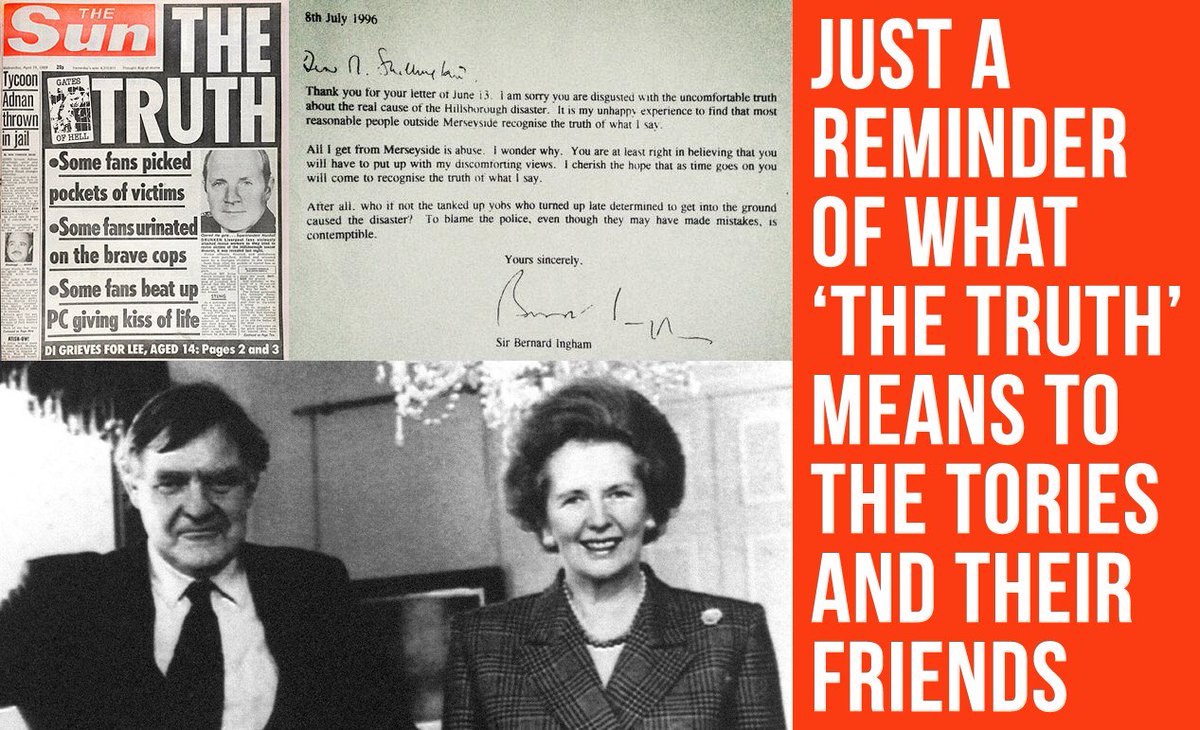 THE
Sun
THE
TRUTH
Tycoon
Adnan
thrown
in jail
GATES
OF HELL
•Some fans picked
pockets of victims
•Some fans urinated
on the brave cops
•Some fans beat up
PC giving kiss of life
DI GRIEVES FOR LEE, AGED 14: Pages 2 and 3
8th July 1996
Thank you for your letter of June 13. I am sorry you are disgusted with the uncomfortable truth
about the real cause of the Hillsborough disaster. It is my unhappy experience to find that most
reasonable people outside Merseyside recognise the truth of what I say.
All I get from Merseyside is abuse. I wonder why. You are at least right in believing that you
will have to put up with my discomforting views. I cherish the hope that as time goes on you
will come to recognise the truth of what I say.
After all, who if not the tanked up yobs who turned up late determined to get into the ground
caused the disaster? To blame the police, even though they may have made mistakes, is
contemptible.
Yours sincerely,
Sir Bernard Ingham
JUST A
REMINDER
OF WHAT
‘THE TRUTH’
MEANS TO
THE TORIES
AND THEIR
FRIENDS